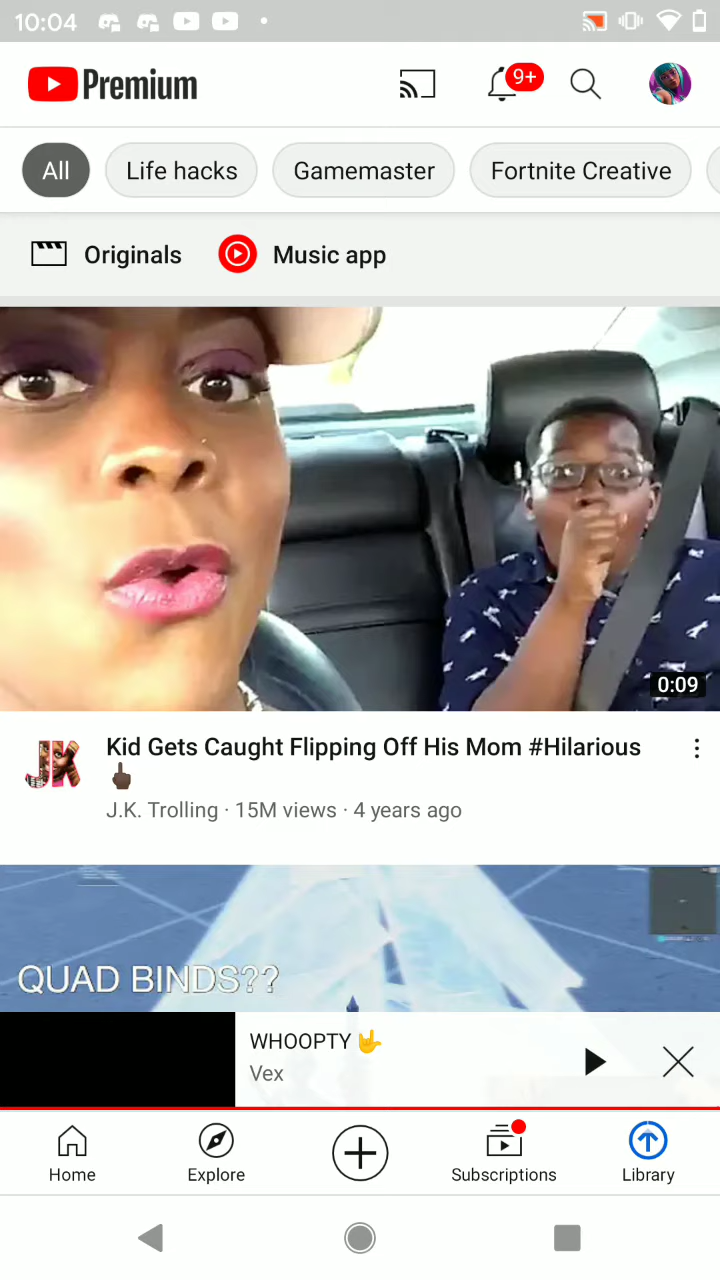 10:04
Premium
9+
All
Life hacks
Gamemaster
Fortnite Creative
Originals
Music app
0:09
JK
Kid Gets Caught Flipping Off His Mom #Hilarious
🖕🏿
J.K. Trolling · 15M views · 4 years ago
QUAD BINDS??
WHOOPTY 🤟
Vex
Home
Explore
Subscriptions
Library